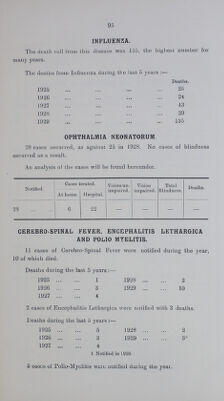 95
INFLUENZA.
The death roll from this disease was 135, the highest number for
many years.
The deaths from Influenza during the last 5 years :—
Deaths.
1925 ... ... ... ... 25
1926 ... ... ... ... 24
1927 ... ... ... ... 43
1928 ... ... ... ... 39
1929 ... ... ... ... 135
OPHTHALMIA NEONATORUM
28 cases occurred, as against 21 in 1928. No cases of blindness
occurred as a result.
An analysis of the cases will be found hereunder.
Notified. Cases treated. Vision un-impaired. Vision impaired. Total Blindness. Deaths.
At home. Hospital.
28 ... ... 6 22 — — — —
CEREBRO-SPINAL FEVER, ENCEPHALITIS LETHARGICA
AND POLIO MYELITIS.
11 cases of Cerebro-Spinal Fever were notified during the year,
10 of which died.
Deaths during the last 5 years :—
1925 ... ... 1 1928 ... ... 2
1926 ... ... 3 1929 ... ... 10
1927 ... ... 4
2 cases of Encephalitis Lethargica were notified with 3 deaths.
Deaths during the last 5 years :—
1925 ... ... 5 1928 ... ... 2
1926 ... ... 3 1929 ... ... 3*
1927 ... ... 4
1 Notified in 1928
4 cases of Polio-Myelitis were notified during the year.